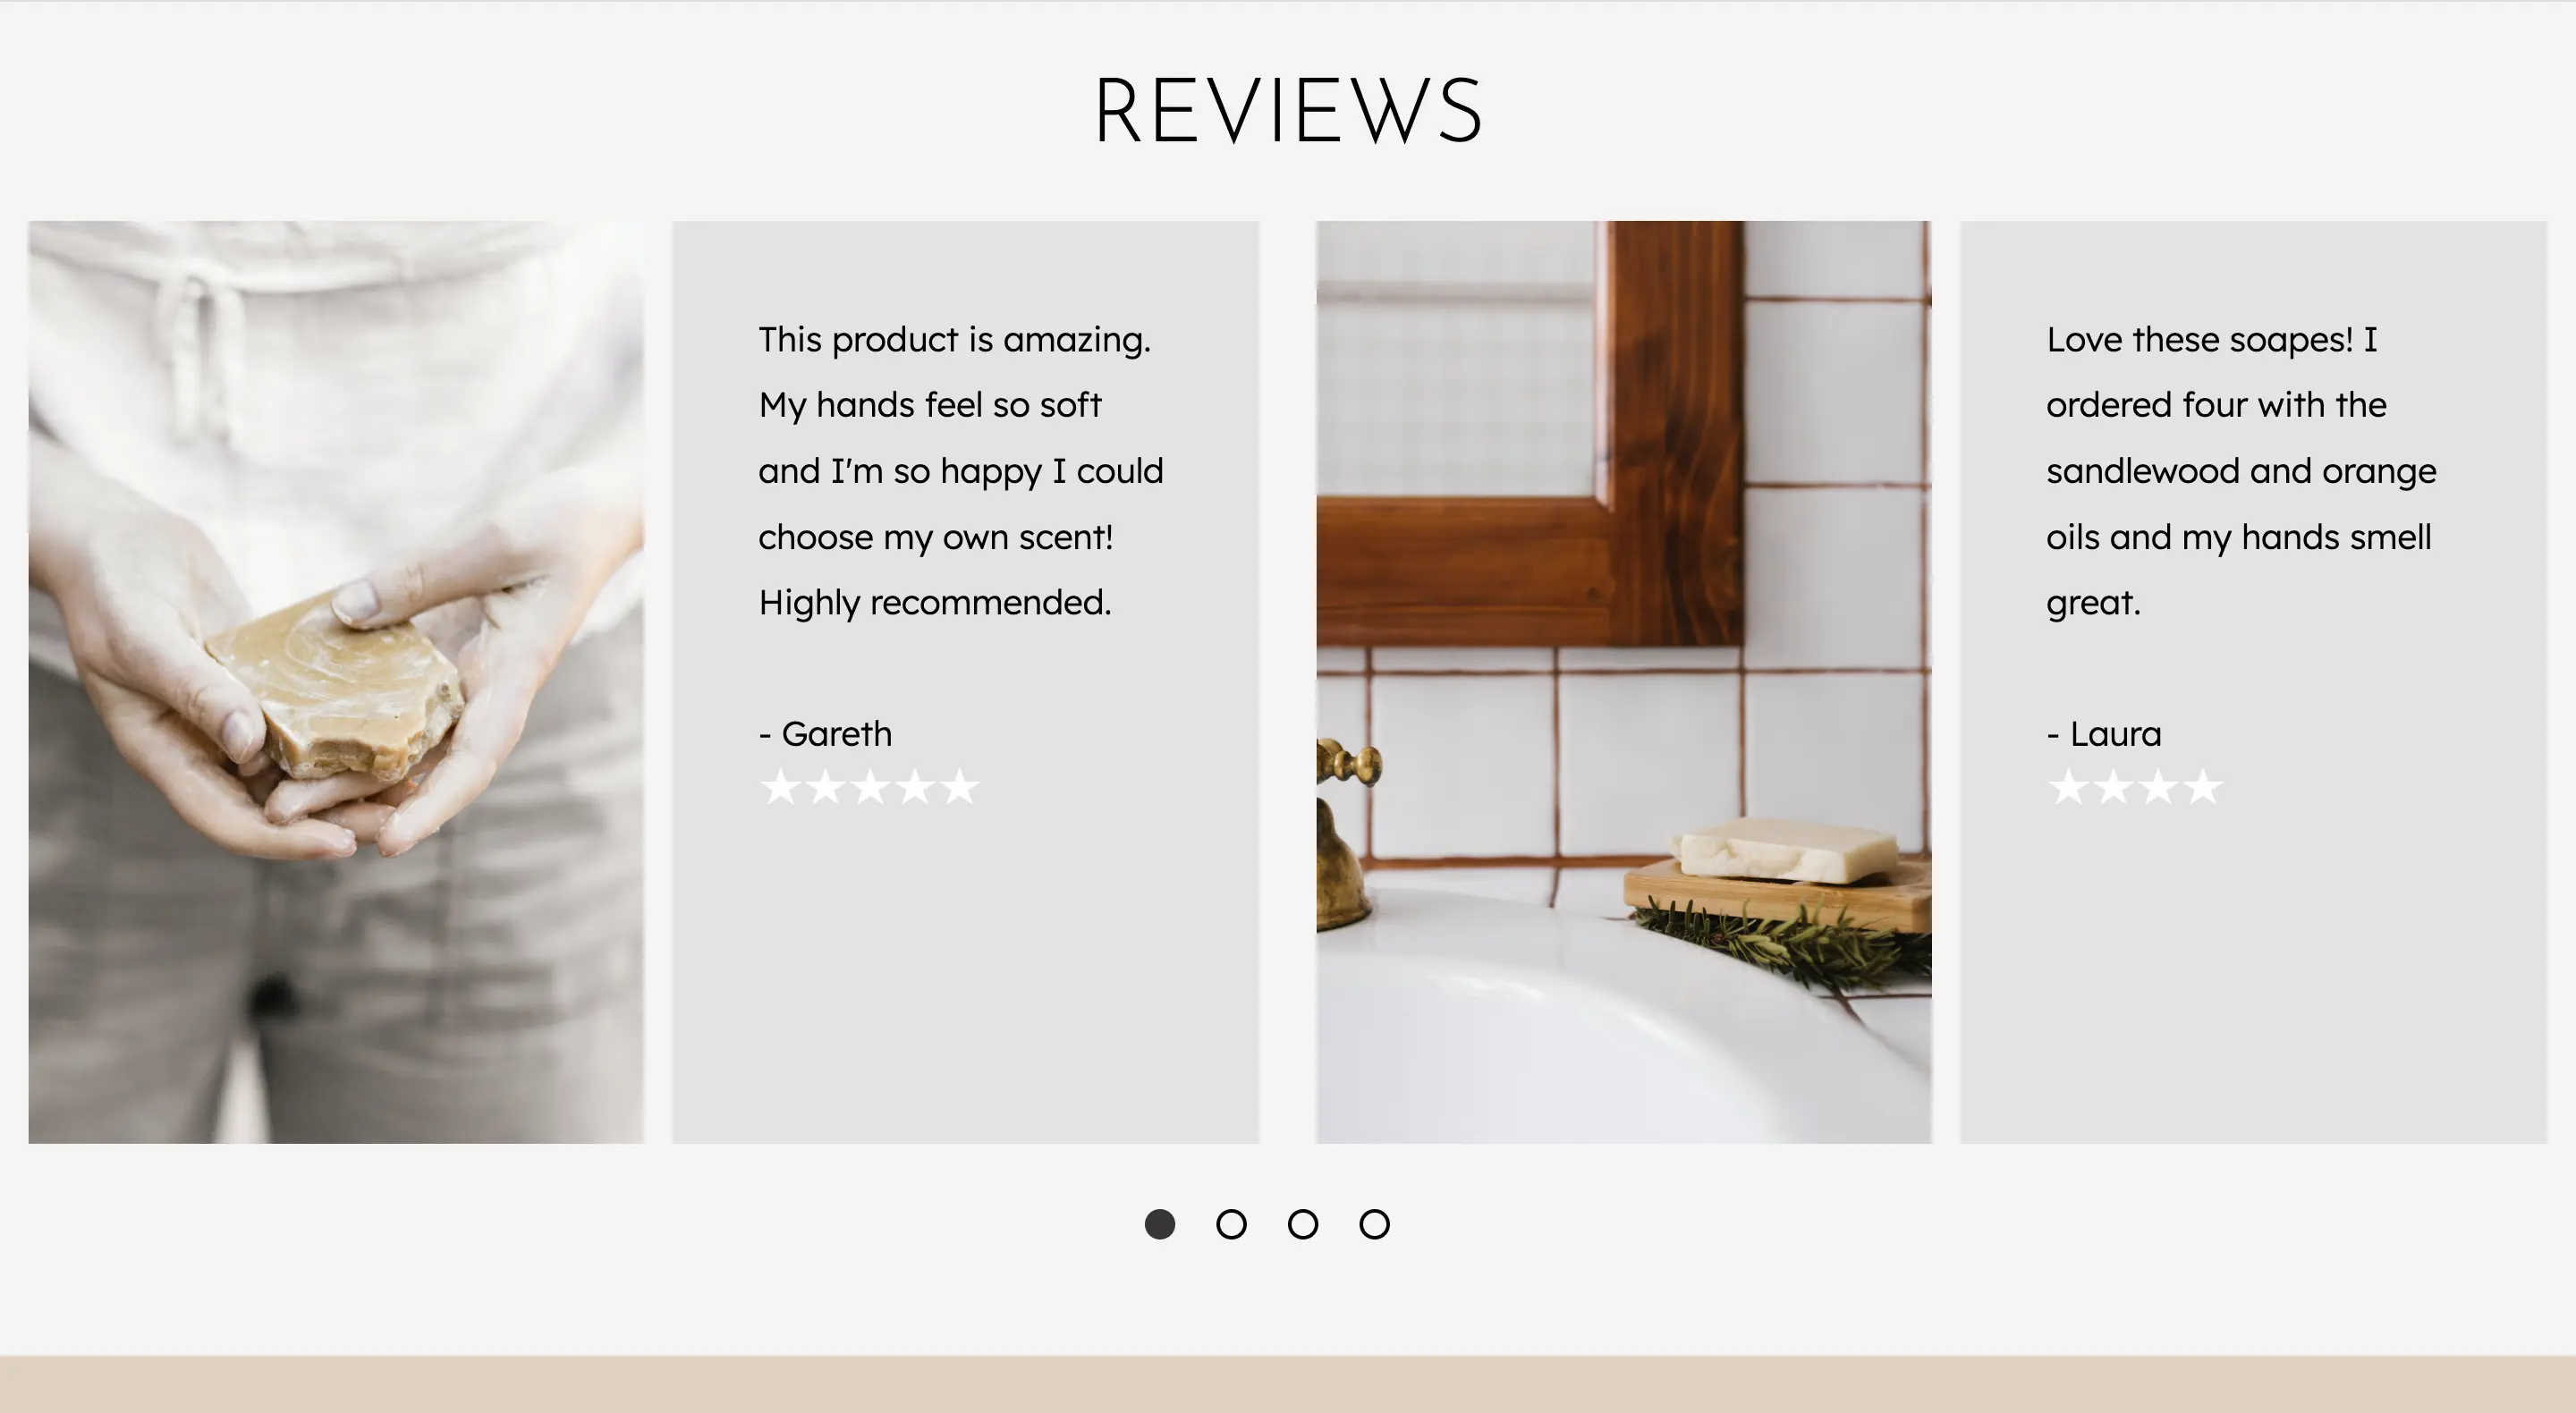 REVIEWS
This product is amazing.
My hands feel so soft
and I'm so happy I could
choose my own scent!
Highly recommended.
- Gareth
★★★★★
Love these soapes! I
ordered four with the
sandlewood and orange
oils and my hands smell
great.
- Laura
★★★★